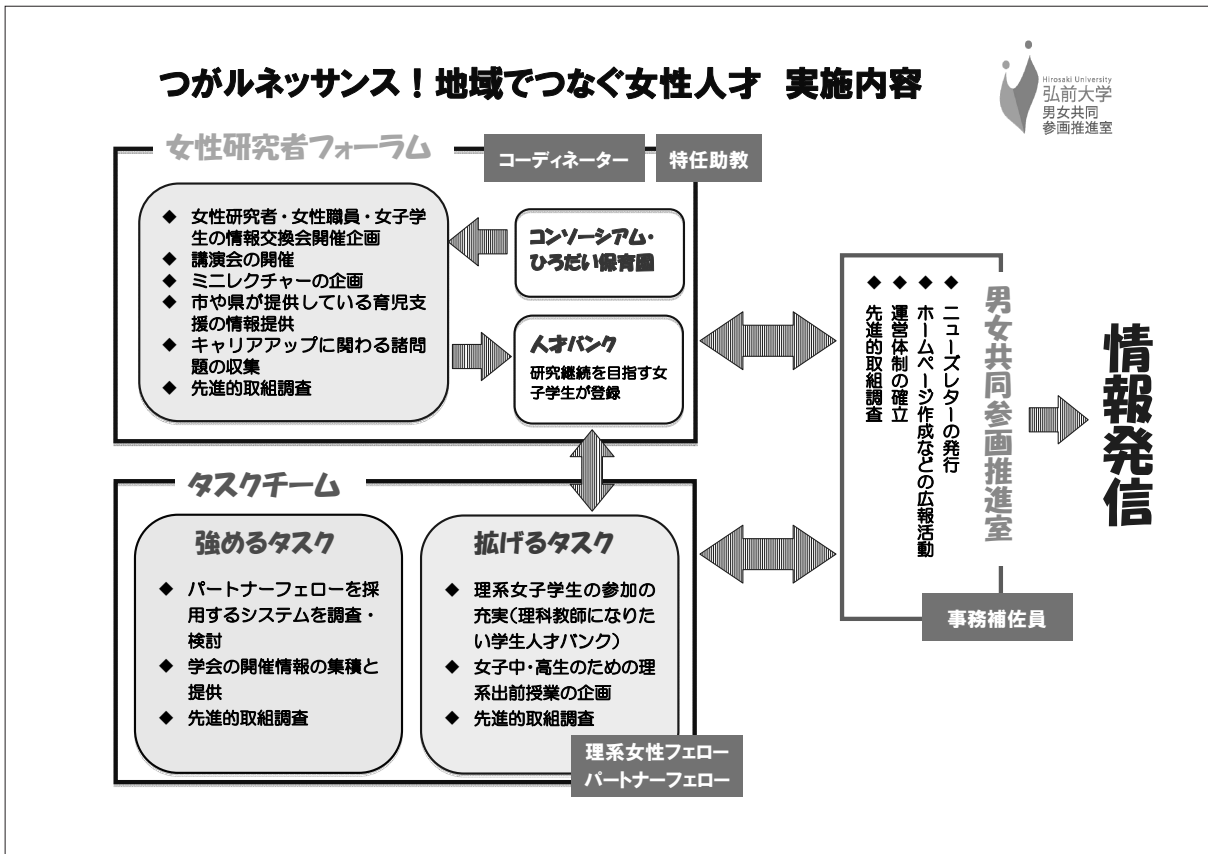 つがルネッサンス！地域でつなぐ女性人才　実施内容
Hirosaki University
弘前大学
男女共同
参画推進室
女性研究者フォーラム
コーディネーター
特任助教
◆ 女性研究者・女性職員・女子学
生の情報交換会開催企画
◆ 講演会の開催
◆ ミニレクチャーの企画
◆ 市や県が提供している育児支
援の情報提供
◆ キャリアアップに関わる諸問
題の収集
◆ 先進的取組調査
コンソーシアム・
ひろだい保育園
人才バンク
研究継続を目指す女
子学生が登録
タスクチーム
強めるタスク
◆ パートナーフェローを採
用するシステムを調査・
検討
◆ 学会の開催情報の集積と
提供
◆ 先進的取組調査
拡げるタスク
◆ 理系女子学生の参加の
充実（理科教師になりた
い学生人才バンク）
◆ 女子中・高生のための理
系出前授業の企画
◆ 先進的取組調査
理系女性フェロー
パートナーフェロー
男女共同参画推進室
◆ ニューズレターの発行
◆ ホームページ作成などの広報活動
◆ 運営体制の確立
◆ 先進的取組調査
事務補佐員
情報発信